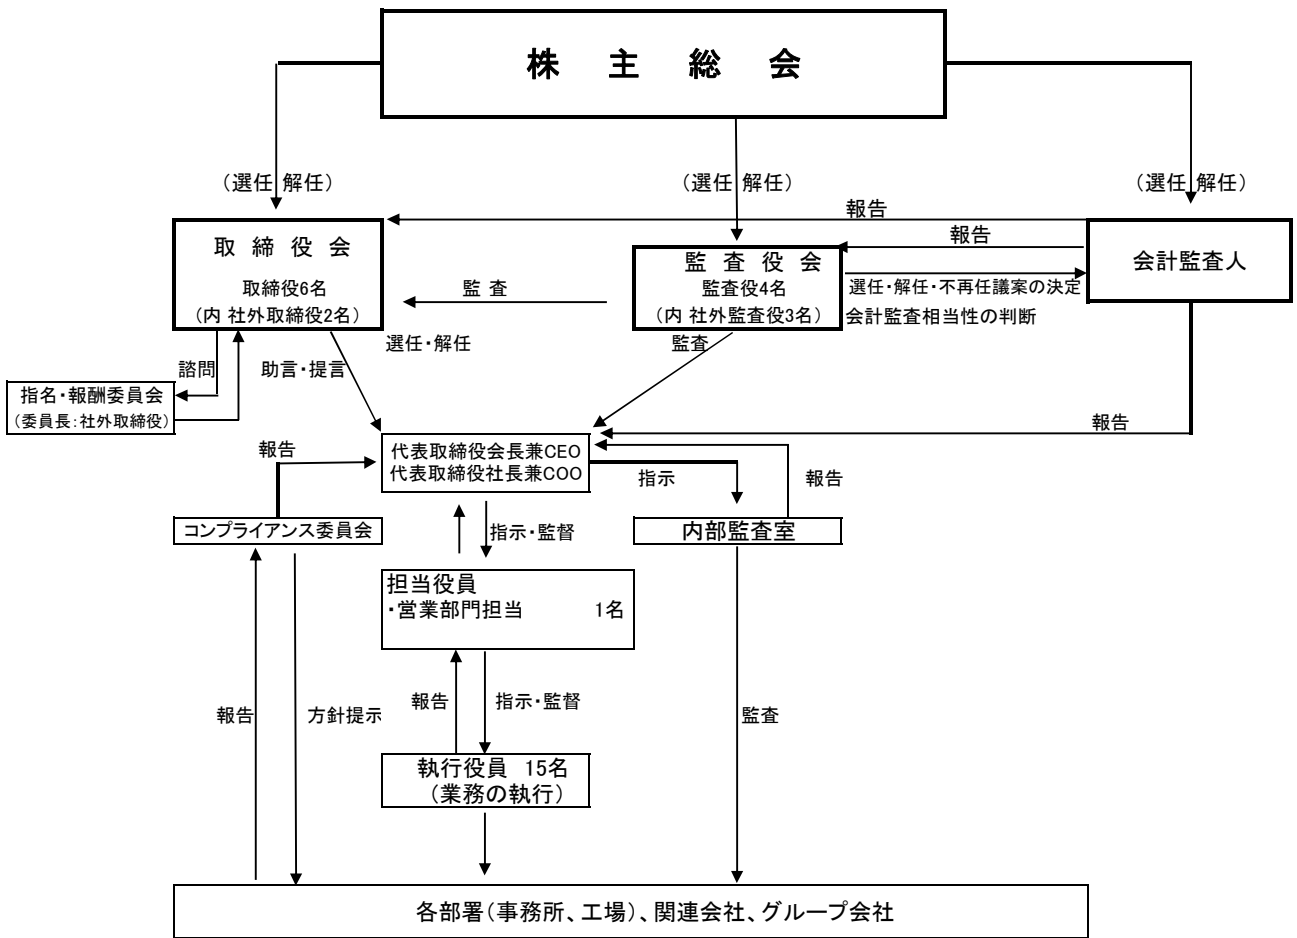 株 主 総 会
（選任 解任）
（選任 解任）
（選任 解任）
報告
取 締 役 会
取締役6名
（内 社外取締役2名）
監 査
監 査 役 会
監査役4名
（内 社外監査役3名）
報告
会計監査人
選任・解任・不再任議案の決定
会計監査相当性の判断
選任・解任
監査
諮問
助言・提言
指名・報酬委員会
（委員長：社外取締役）
報告
報告
代表取締役会長兼CEO
代表取締役社長兼COO
指示
報告
コンプライアンス委員会
指示・監督
内部監査室
担当役員
・営業部門担当 1名
報告
方針提示
報告
指示・監督
監査
執行役員 15名
（業務の執行）
各部署（事務所、工場）、関連会社、グループ会社